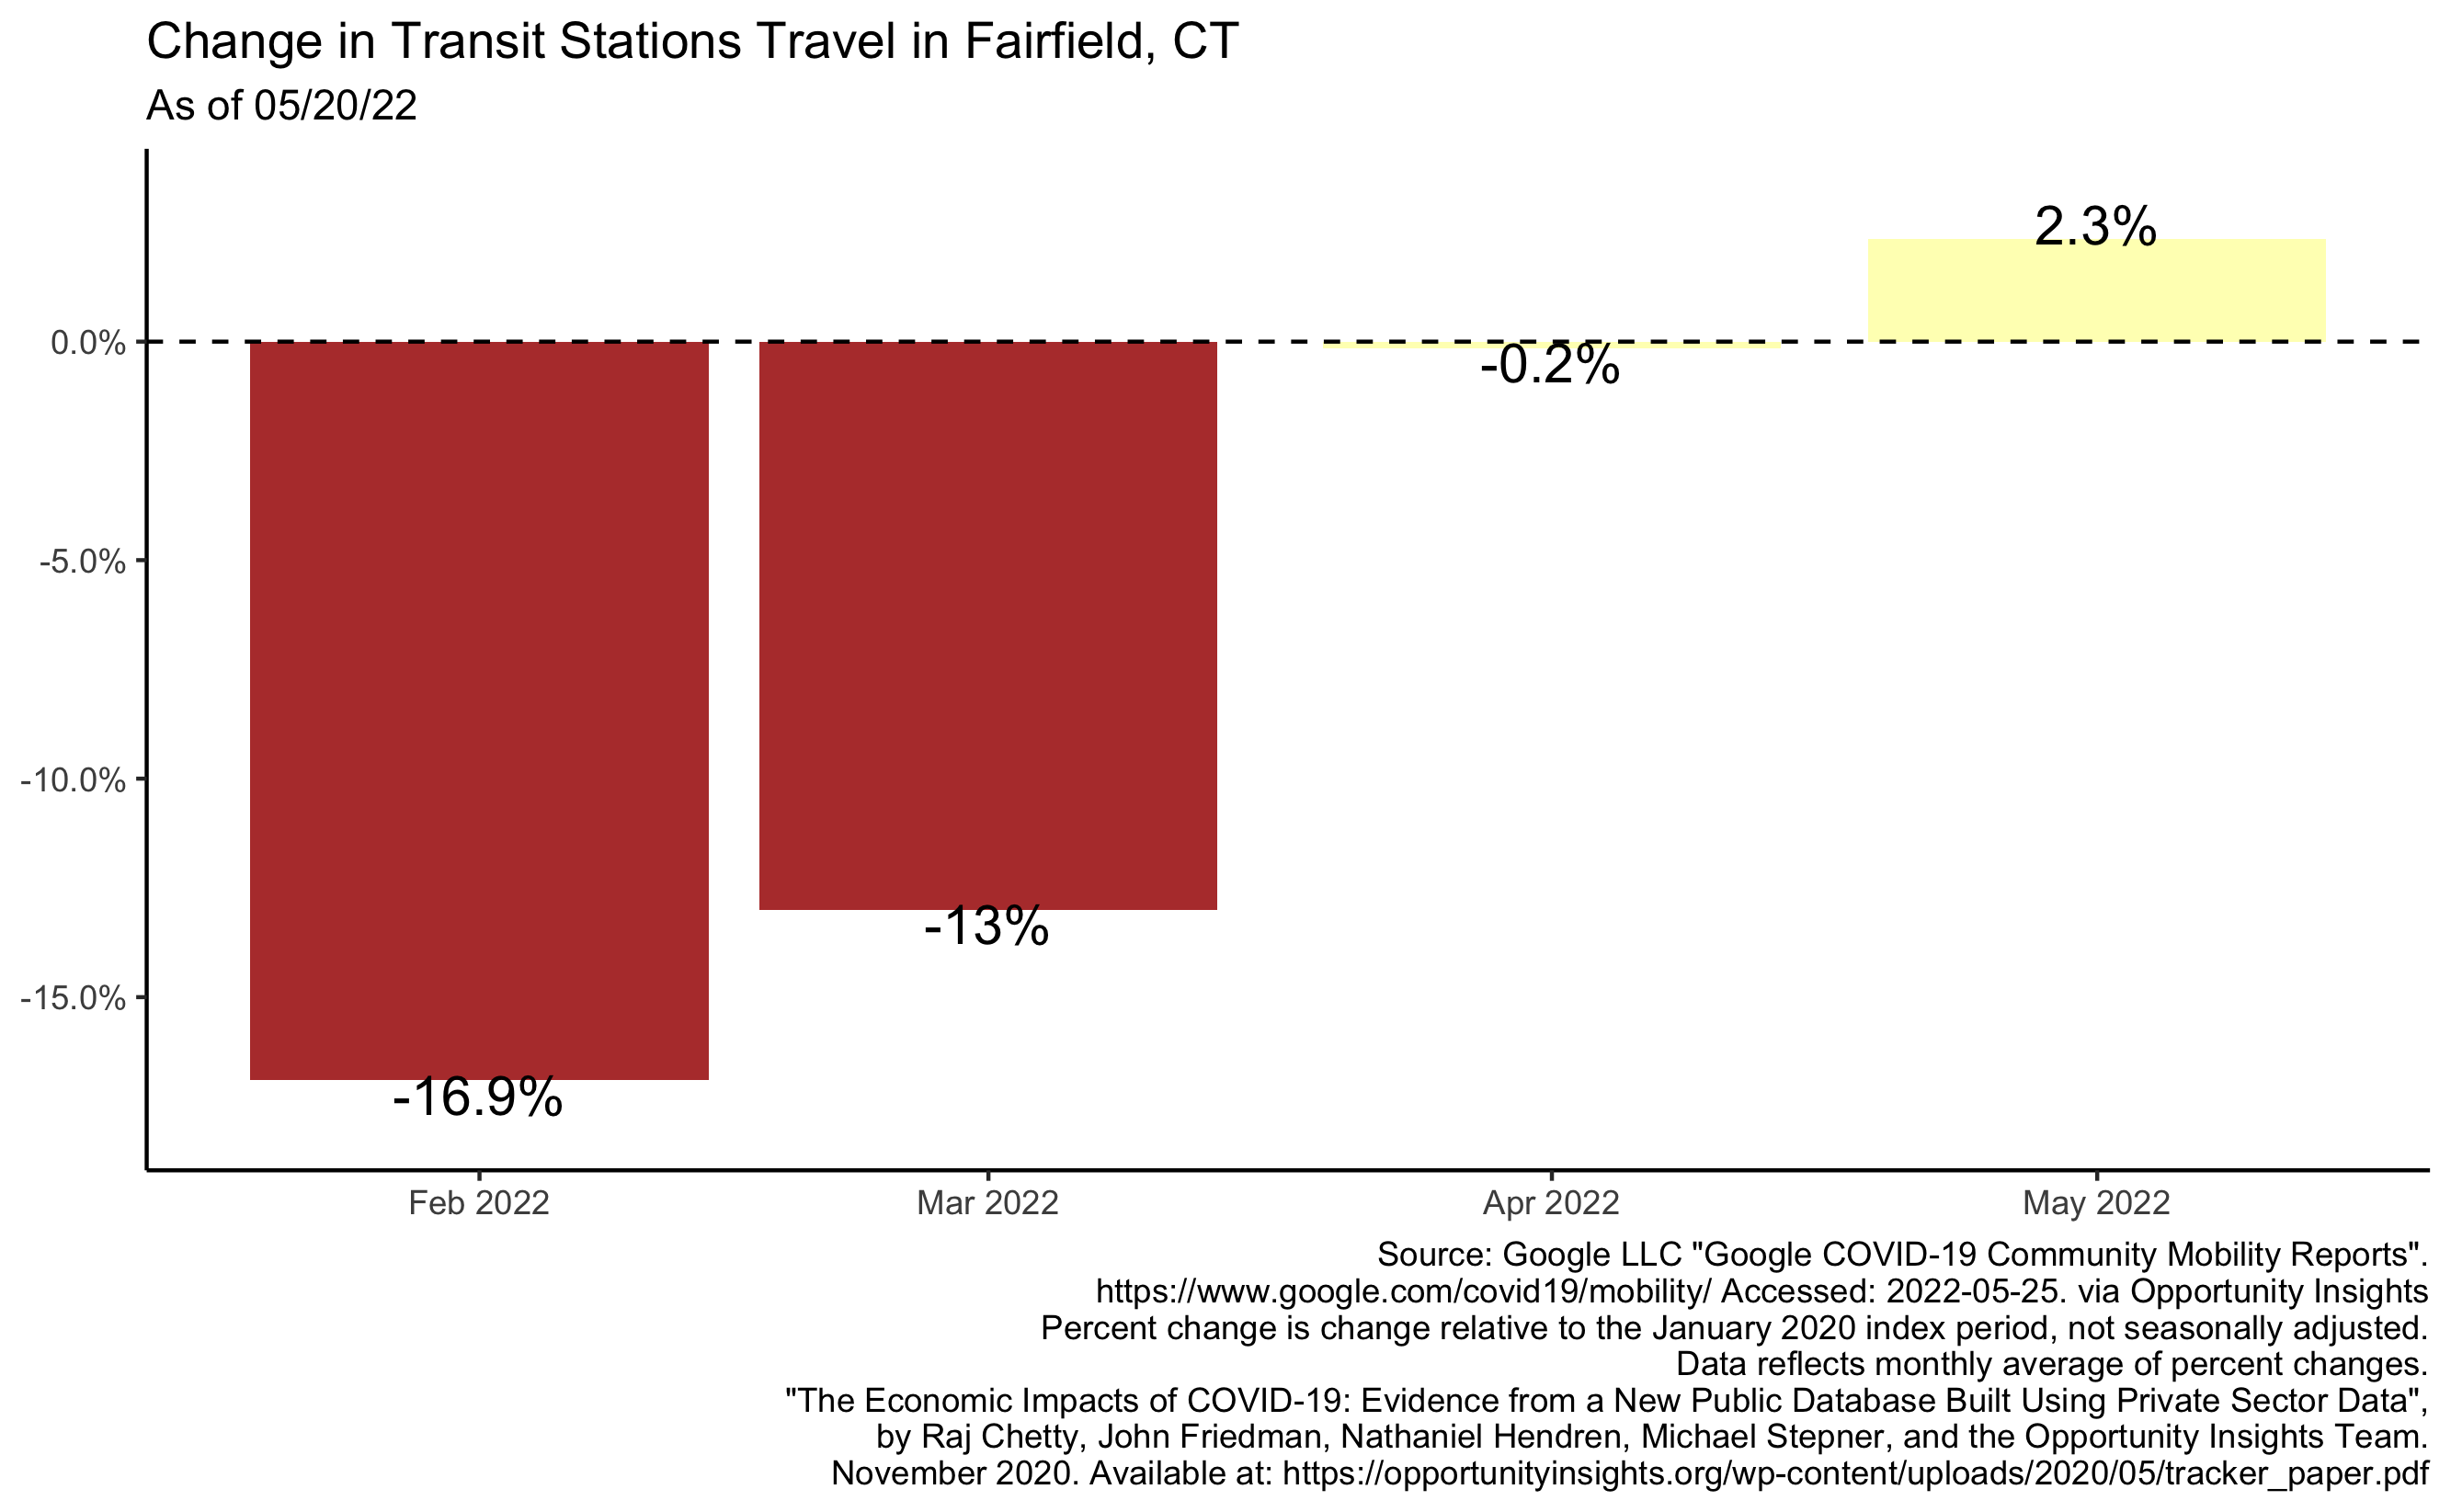 Change in Transit Stations Travel in Fairfield, CT
As of 05/20/22
2.3%
0.0%
-0.2%
-5.0%
-10.0%
-13%
-15.0%
-16.9%
Feb 2022 Mar 2022 Apr 2022 May 2022
Source: Google LLC "Google COVID-19 Community Mobility Reports".
https://www.google.com/covid19/mobility/ Accessed: 2022-05-25. via Opportunity Insights
Percent change is change relative to the January 2020 index period, not seasonally adjusted.
Data reflects monthly average of percent changes.
"The Economic Impacts of COVID-19: Evidence from a New Public Database Built Using Private Sector Data",
by Raj Chetty, John Friedman, Nathaniel Hendren, Michael Stepner, and the Opportunity Insights Team.
November 2020. Available at: https://opportunityinsights.org/wp-content/uploads/2020/05/tracker_paper.pdf